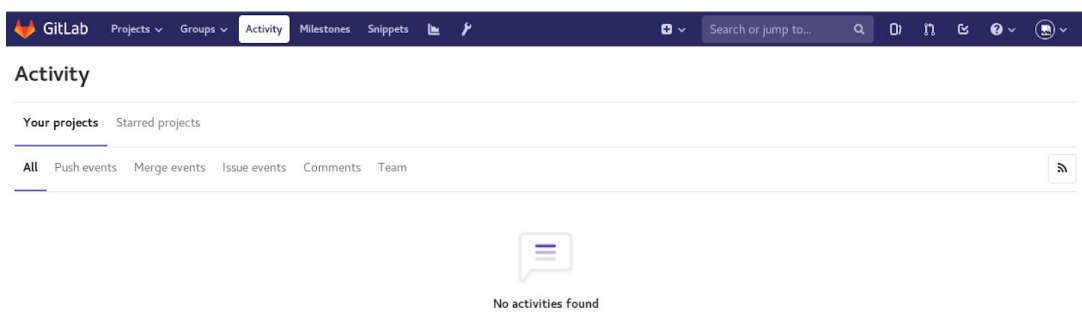 GitLab Projects Groups Activity Milestones Snippets Search or jump to...
Activity
Your projects Starred projects
All Push events Merge events Issue events Comments Team
No activities found